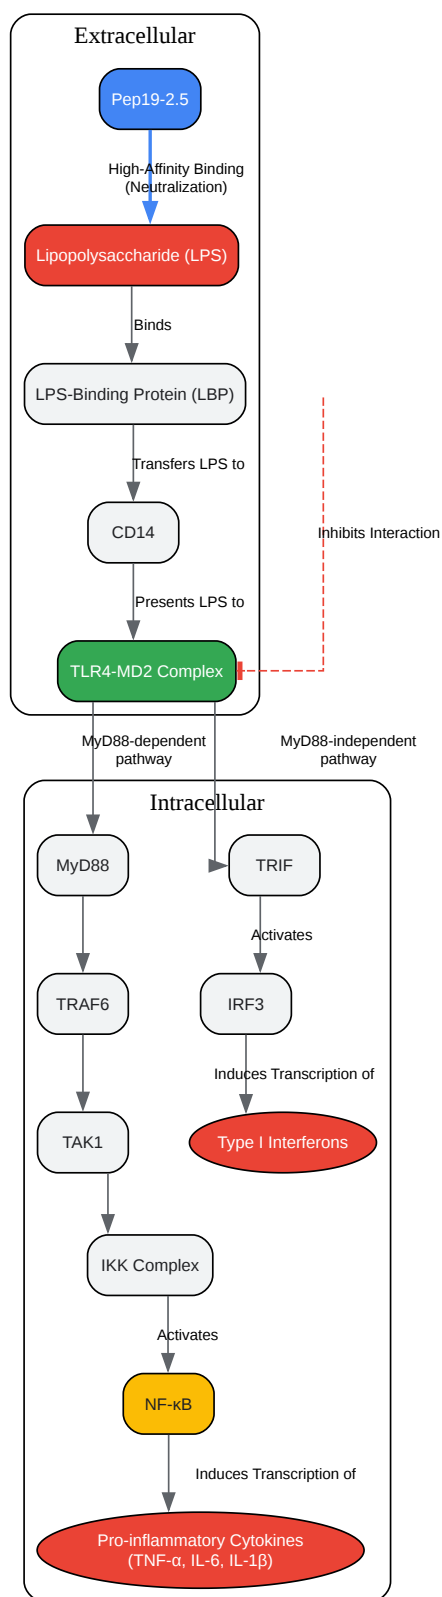 Extracellular
Pep19-2.5
High-Affinity Binding
(Neutralization)
Lipopolysaccharide (LPS)
Binds
LPS-Binding Protein (LBP)
Transfers LPS to
CD14
Inhibits Interaction
Presents LPS to
TLR4-MD2 Complex
MyD88-dependent
pathway
MyD88-independent
pathway
Intracellular
MyD88
TRIF
Activates
TRAF6
IRF3
Induces Transcription of
TAK1
Type I Interferons
IKK Complex
Activates
NF-κB
Induces Transcription of
Pro-inflammatory Cytokines
(TNF-α, IL-6, IL-1β)